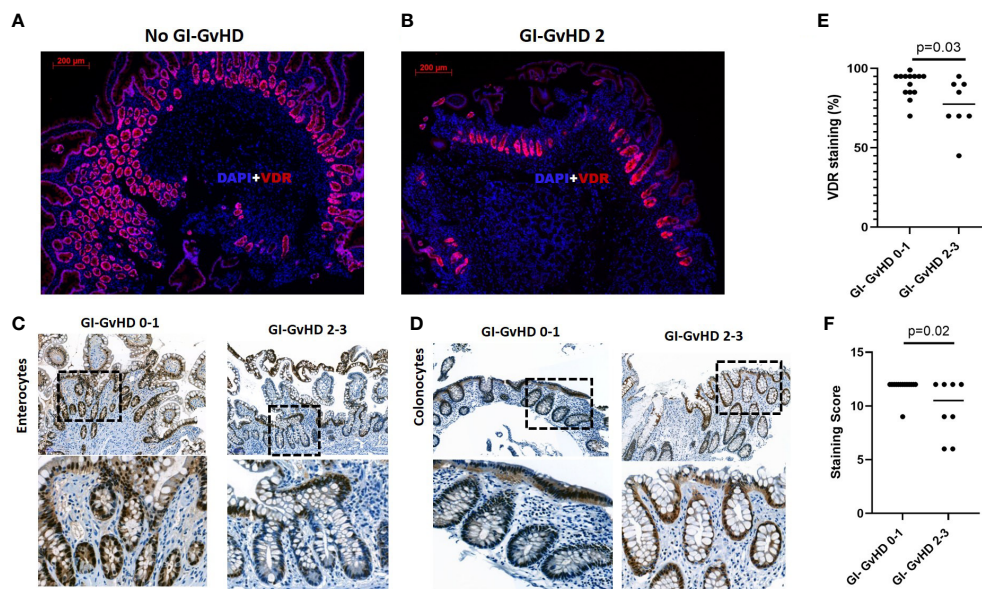 A
No GI-GvHD
200 µm
DAPI+VDR
B
GI-GvHD 2
200 µm
DAPI+VDR
C
GI-GvHD 0-1
GI-GvHD 2-3
Enterocytes
D
GI-GvHD 0-1
GI-GvHD 2-3
Colonocytes
E
p=0.03
100
50
0
VDR staining (%)
GI- GvHD 0-1
GI- GvHD 2-3
F
p=0.02
15
10
5
0
Staining Score
GI- GvHD 0-1
GI- GvHD 2-3